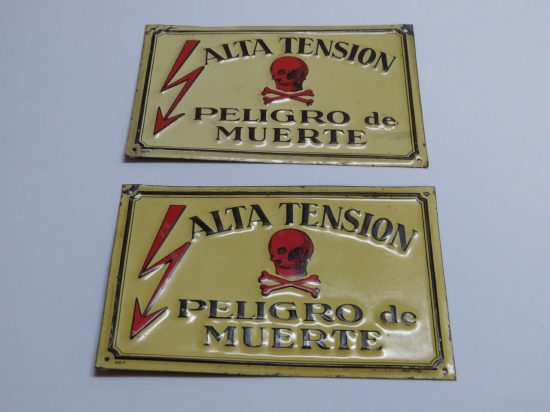 ALTA TENSION
PELIGRO de
MUERTE
ALTA TENSION
PELIGRO de
MUERTE